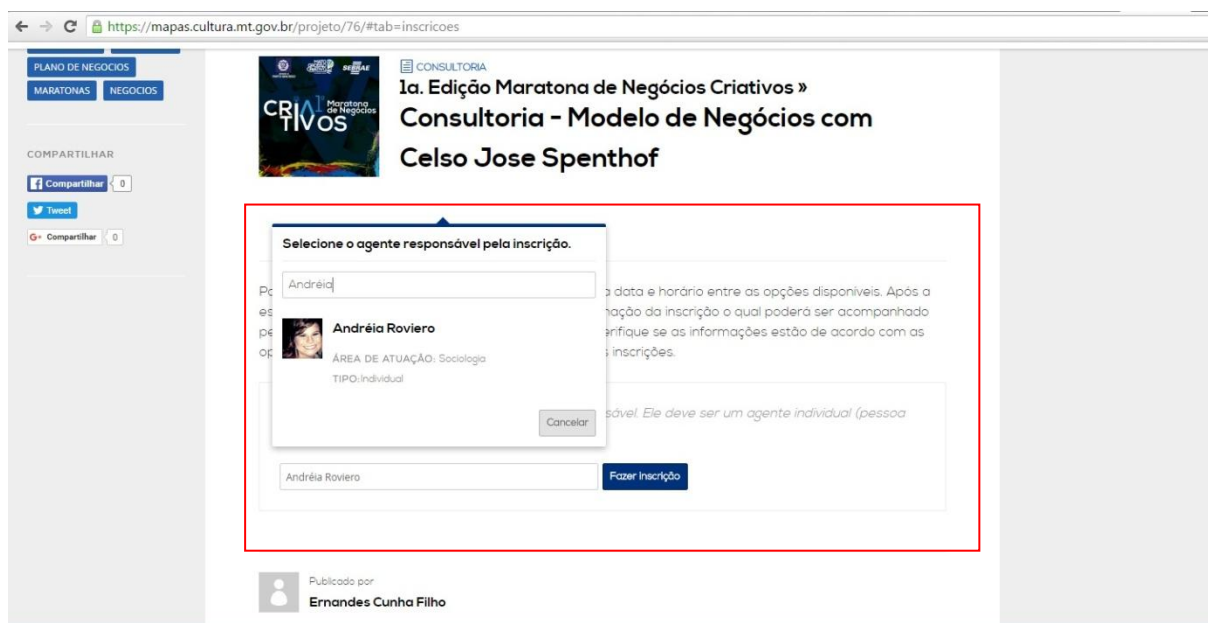 https://mapas.cultura.mt.gov.br/projeto/76/#tab=inscricoes
PLANO DE NEGOCIOS
MARATONAS NEGOCIOS
COMPARTILHAR
Compartilhar 0
Tweet
G+ Compartilhar 0
SEBRAE
CRIATIVOS
1ª Maratona
de Negócios
CONSULTORIA
1a. Edição Maratona de Negócios Criativos »
Consultoria - Modelo de Negócios com
Celso Jose Spenthof
Selecione o agente responsável pela inscrição.
Andréia
Andréia Roviero
ÁREA DE ATUAÇÃO: Sociologia
TIPO:Individual
Cancelar
a data e horário entre as opções disponíveis. Após a
es nação da inscrição o qual poderá ser acompanhado
pe erifique se as informações estão de acordo com as
op inscrições.
sável. Ele deve ser um agente individual (pessoa
Andréia Roviero
Fazer inscrição
Publicado por
Ernandes Cunha Filho